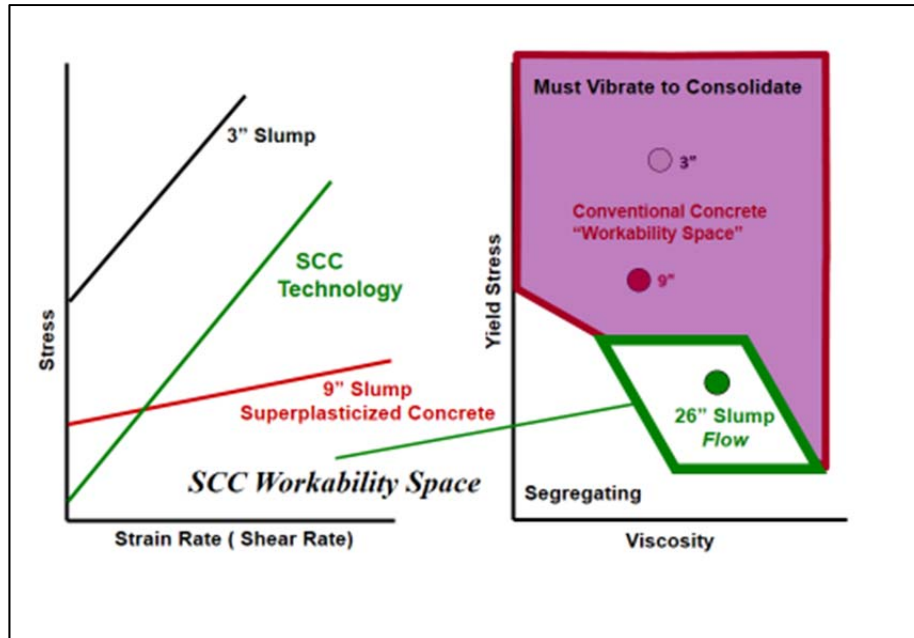 3” Slump
SCC
Technology
9” Slump
Superplasticized Concrete
Stress
Strain Rate ( Shear Rate)
SCC Workability Space
Must Vibrate to Consolidate
3”
Conventional Concrete
“Workability Space”
9”
Yield Stress
26” Slump
Flow
Segregating
Viscosity